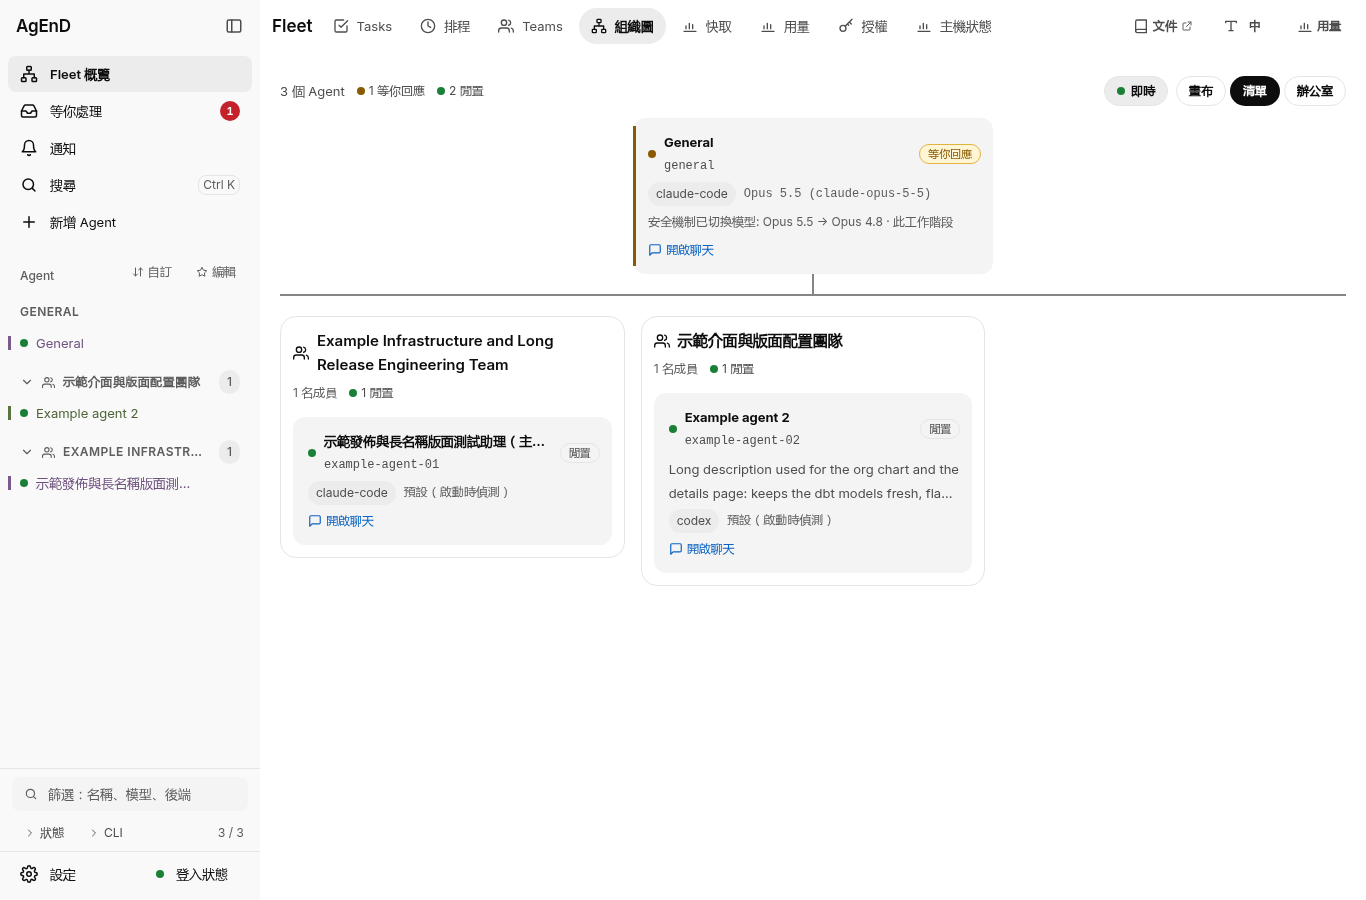 AgEnD
Fleet 概覽
等你處理 1
通知
搜尋 Ctrl K
新增 Agent
Agent 自訂 編輯
GENERAL
General
示範介面與版面配置團隊 1
Example agent 2
EXAMPLE INFRASTR... 1
示範發佈與長名稱版面測...
篩選：名稱、模型、後端
狀態 CLI 3 / 3
設定 登入狀態
Fleet Tasks 排程 Teams 組織圖 快取 用量 授權 主機狀態 文件 中 用量
3 個 Agent 1 等你回應 2 閒置 即時 畫布 清單 辦公室
General
general
等你回應
claude-code Opus 5.5 (claude-opus-5-5)
安全機制已切換模型: Opus 5.5 → Opus 4.8 · 此工作階段
開啟聊天
Example Infrastructure and Long
Release Engineering Team
1 名成員 1 閒置
示範發佈與長名稱版面測試助理（主...
example-agent-01
閒置
claude-code 預設（啟動時偵測）
開啟聊天
示範介面與版面配置團隊
1 名成員 1 閒置
Example agent 2
example-agent-02
閒置
Long description used for the org chart and the
details page: keeps the dbt models fresh, fla...
codex 預設（啟動時偵測）
開啟聊天